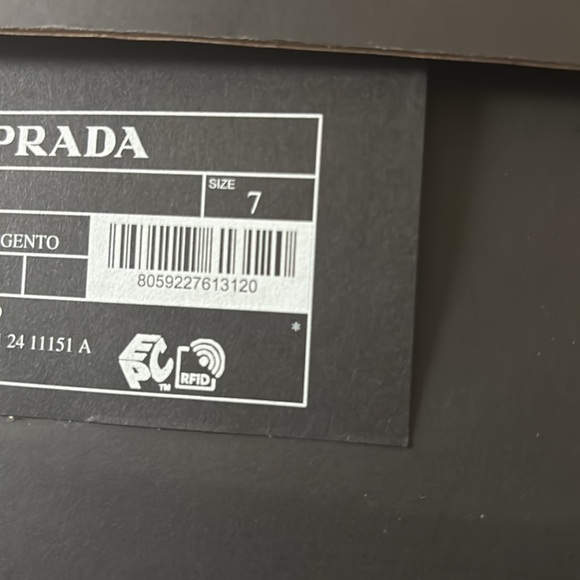 PRADA
SIZE
7
GENTO
8059227613120
*
24 11151 A
EPC
TM
RFID